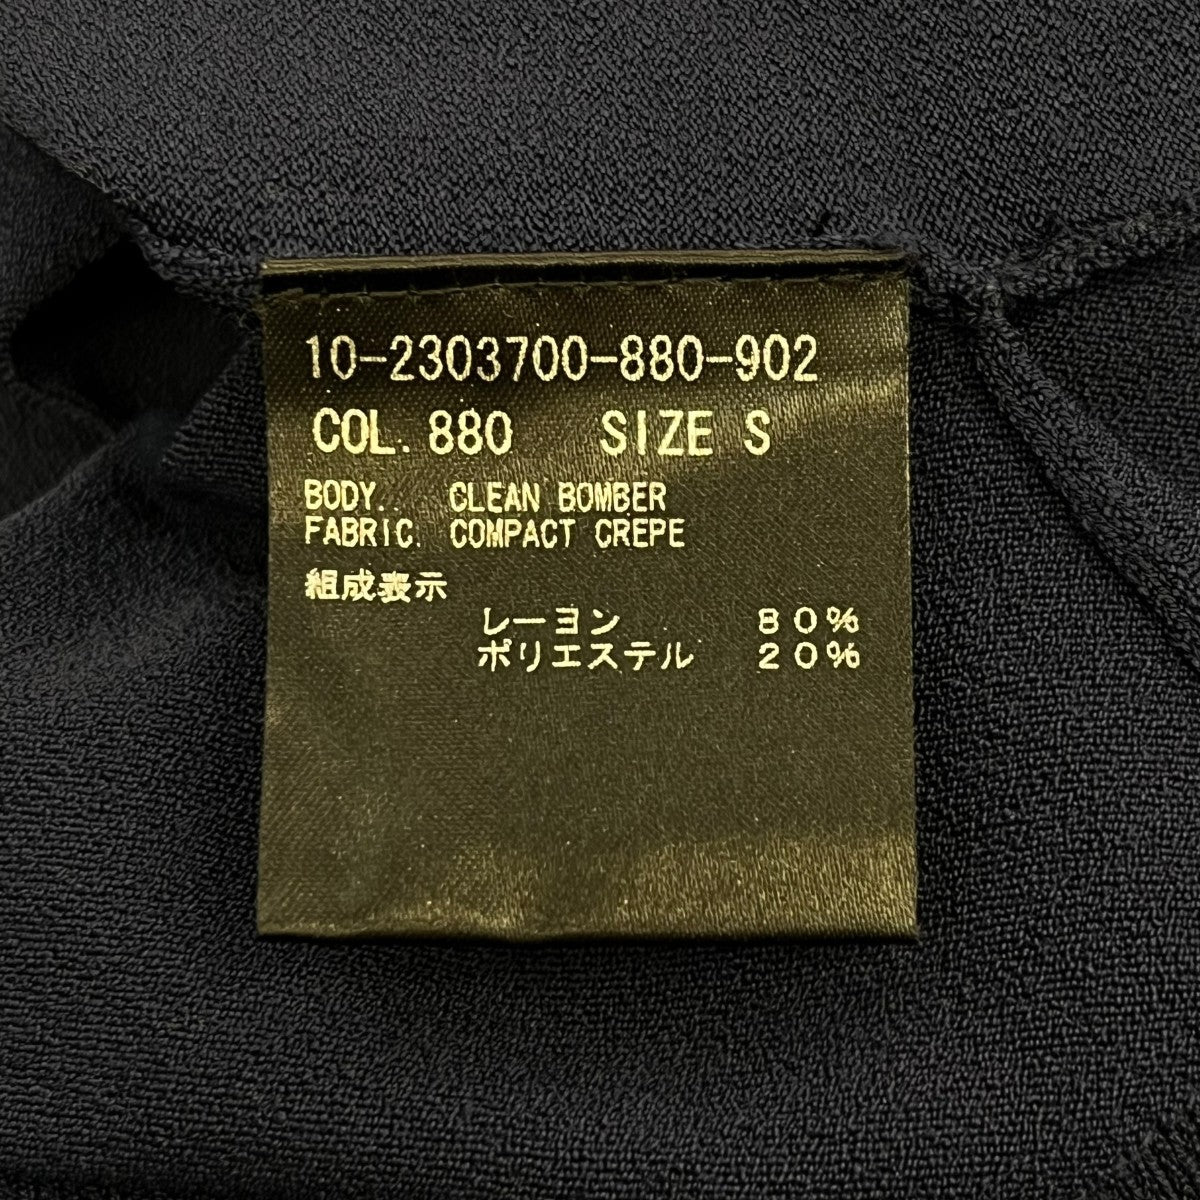 10-2303700-880-902
COL. 880 SIZE S
BODY.. CLEAN BOMBER
FABRIC. COMPACT CREPE
組成表示
レーヨン 80%
ポリエステル 20%